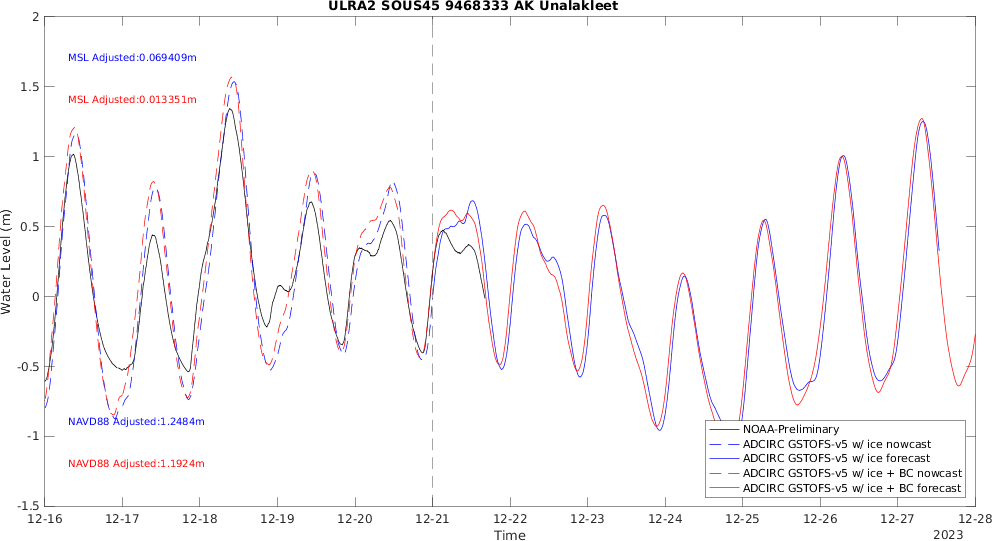 ULRA2 SOUS45 9468333 AK Unalakleet
2
1.5
1
0.5
0
-0.5
-1
-1.5
Water Level (m)
MSL Adjusted:0.069409m
MSL Adjusted:0.013351m
NAVD88 Adjusted:1.2484m
NAVD88 Adjusted:1.1924m
NOAA-Preliminary
ADCIRC GSTOFS-v5 w/ ice nowcast
ADCIRC GSTOFS-v5 w/ ice forecast
ADCIRC GSTOFS-v5 w/ ice + BC nowcast
ADCIRC GSTOFS-v5 w/ ice + BC forecast
12-16 12-17 12-18 12-19 12-20 12-21 12-22 12-23 12-24 12-25 12-26 12-27 12-28
Time
2023